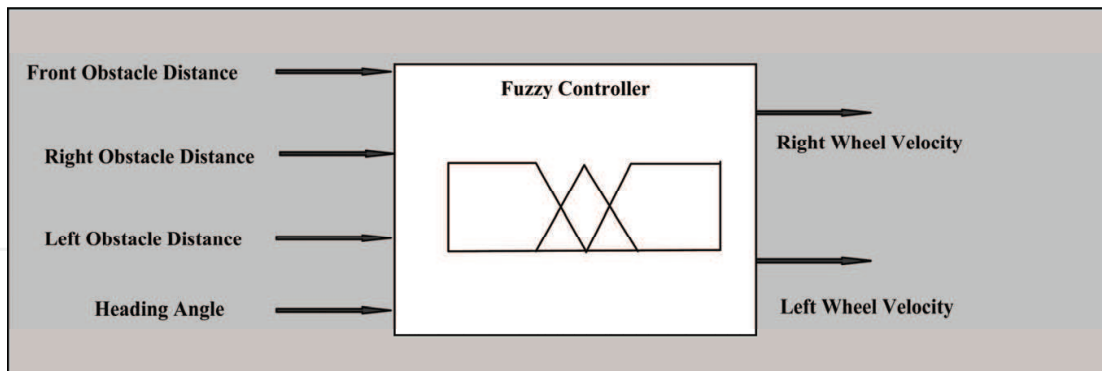 Front Obstacle Distance
Right Obstacle Distance
Left Obstacle Distance
Heading Angle
Fuzzy Controller
Right Wheel Velocity
Left Wheel Velocity